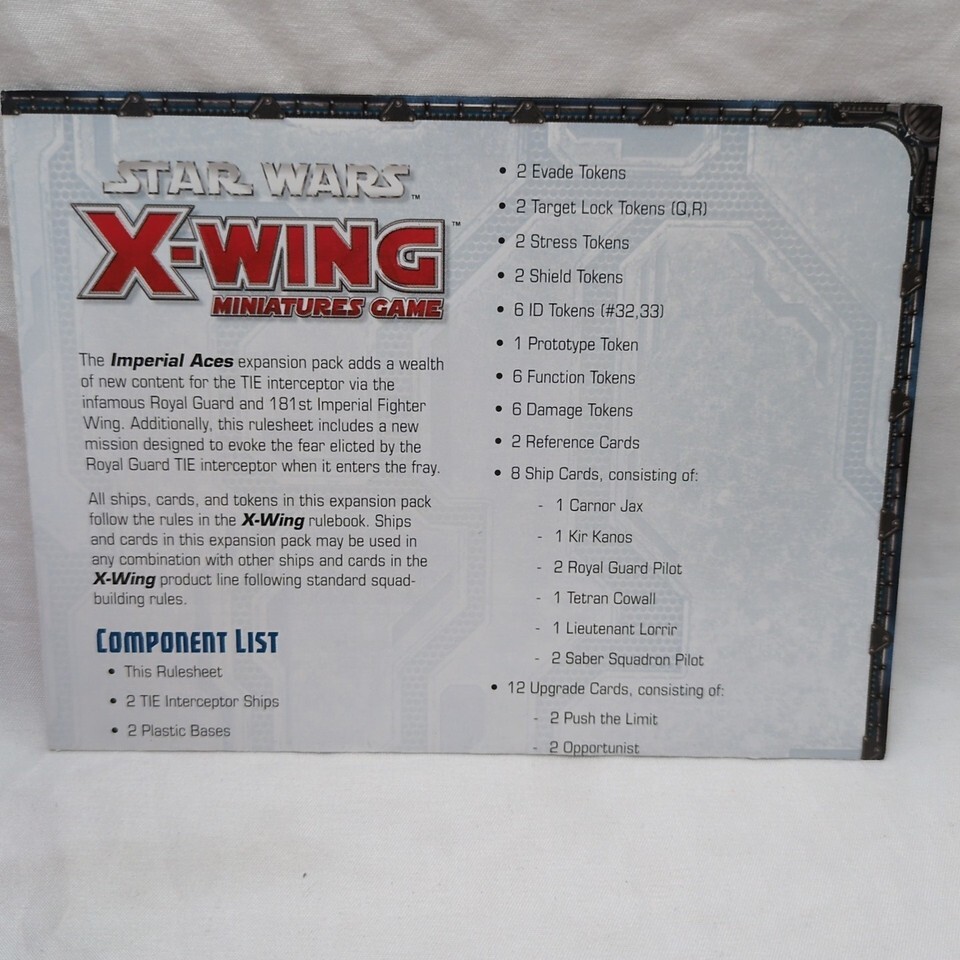 STAR WARS™
X-WING™
MINIATURES GAME
The Imperial Aces expansion pack adds a wealth
of new content for the TIE interceptor via the
infamous Royal Guard and 181st Imperial Fighter
Wing. Additionally, this rulesheet includes a new
mission designed to evoke the fear elicted by the
Royal Guard TIE interceptor when it enters the fray.
All ships, cards, and tokens in this expansion pack
follow the rules in the X-Wing rulebook. Ships
and cards in this expansion pack may be used in
any combination with other ships and cards in the
X-Wing product line following standard squad-
building rules.
Component List
• This Rulesheet
• 2 TIE Interceptor Ships
• 2 Plastic Bases
• 2 Evade Tokens
• 2 Target Lock Tokens (Q,R)
• 2 Stress Tokens
• 2 Shield Tokens
• 6 ID Tokens (#32,33)
• 1 Prototype Token
• 6 Function Tokens
• 6 Damage Tokens
• 2 Reference Cards
• 8 Ship Cards, consisting of:
- 1 Carnor Jax
- 1 Kir Kanos
- 2 Royal Guard Pilot
- 1 Tetran Cowall
- 1 Lieutenant Lorrir
- 2 Saber Squadron Pilot
• 12 Upgrade Cards, consisting of:
- 2 Push the Limit
- 2 Opportunist